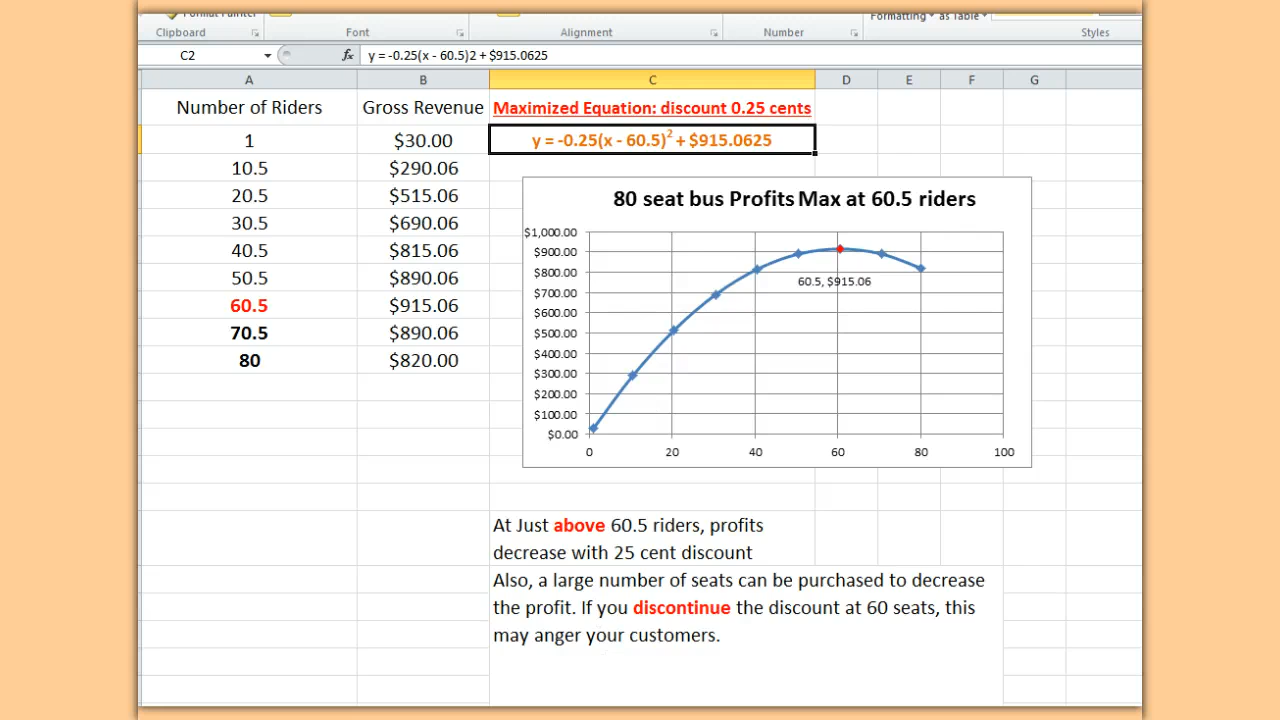 Format Painter
Formatting as Table
Clipboard Font Alignment Number Styles
C2 fx y = -0.25(x - 60.5)2 + $915.0625
A B C D E F G
Number of Riders Gross Revenue Maximized Equation: discount 0.25 cents
1 $30.00 y = -0.25(x - 60.5)² + $915.0625
10.5 $290.06
20.5 $515.06
30.5 $690.06
40.5 $815.06
50.5 $890.06
60.5 $915.06
70.5 $890.06
80 $820.00
80 seat bus Profits Max at 60.5 riders
$1,000.00
$900.00
$800.00
$700.00
$600.00
$500.00
$400.00
$300.00
$200.00
$100.00
$0.00
60.5, $915.06
0 20 40 60 80 100
At Just above 60.5 riders, profits
decrease with 25 cent discount
Also, a large number of seats can be purchased to decrease
the profit. If you discontinue the discount at 60 seats, this
may anger your customers.